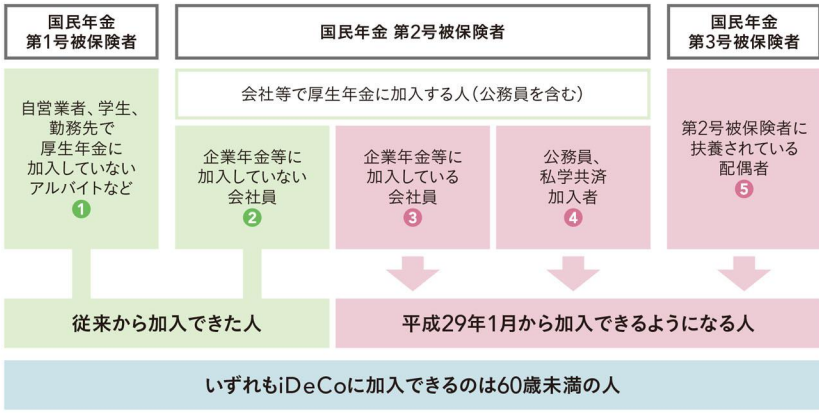 国民年金
第1号被保険者
国民年金 第2号被保険者
国民年金
第3号被保険者
自営業者、学生、
勤務先で
厚生年金に
加入していない
アルバイトなど
❶
会社等で厚生年金に加入する人（公務員を含む）
企業年金等に
加入していない
会社員
❷
企業年金等に
加入している
会社員
❸
公務員、
私学共済
加入者
❹
第2号被保険者に
扶養されている
配偶者
❺
従来から加入できた人
平成29年1月から加入できるようになる人
いずれもiDeCoに加入できるのは60歳未満の人